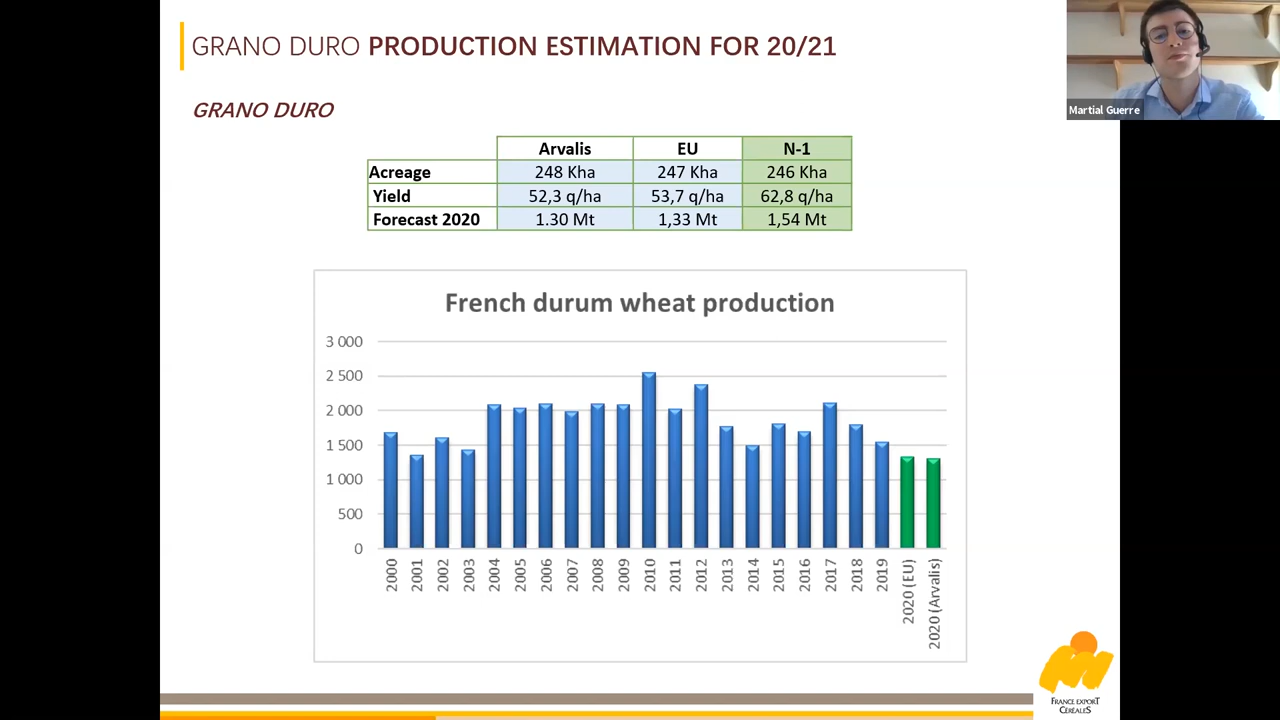 GRANO DURO PRODUCTION ESTIMATION FOR 20/21
Martial Guerre
GRANO DURO
Arvalis EU N-1
Acreage 248 Kha 247 Kha 246 Kha
Yield 52,3 q/ha 53,7 q/ha 62,8 q/ha
Forecast 2020 1.30 Mt 1,33 Mt 1,54 Mt
French durum wheat production
3 000
2 500
2 000
1 500
1 000
500
0
2000 2001 2002 2003 2004 2005 2006 2007 2008 2009 2010 2011 2012 2013 2014 2015 2016 2017 2018 2019 2020 (EU) 2020 (Arvalis)
FRANCE EXPORT
CÉRÉALES